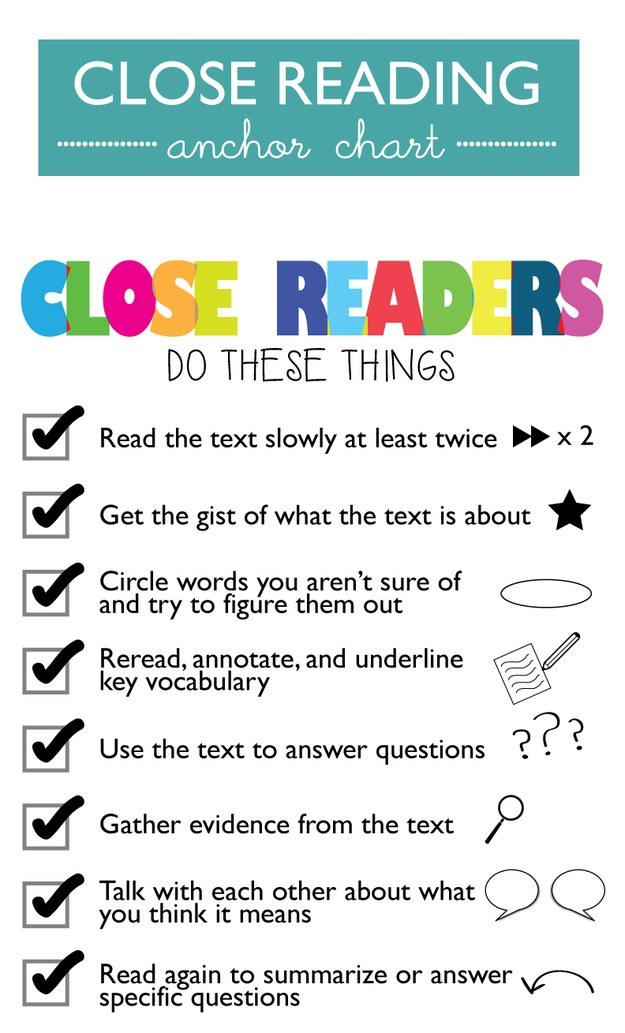 CLOSE READING
anchor chart
CLOSE READERS
DO THESE THINGS
Read the text slowly at least twice x 2
Get the gist of what the text is about
Circle words you aren't sure of
and try to figure them out
Reread, annotate, and underline
key vocabulary
Use the text to answer questions ? ? ?
Gather evidence from the text
Talk with each other about what
you think it means
Read again to summarize or answer
specific questions